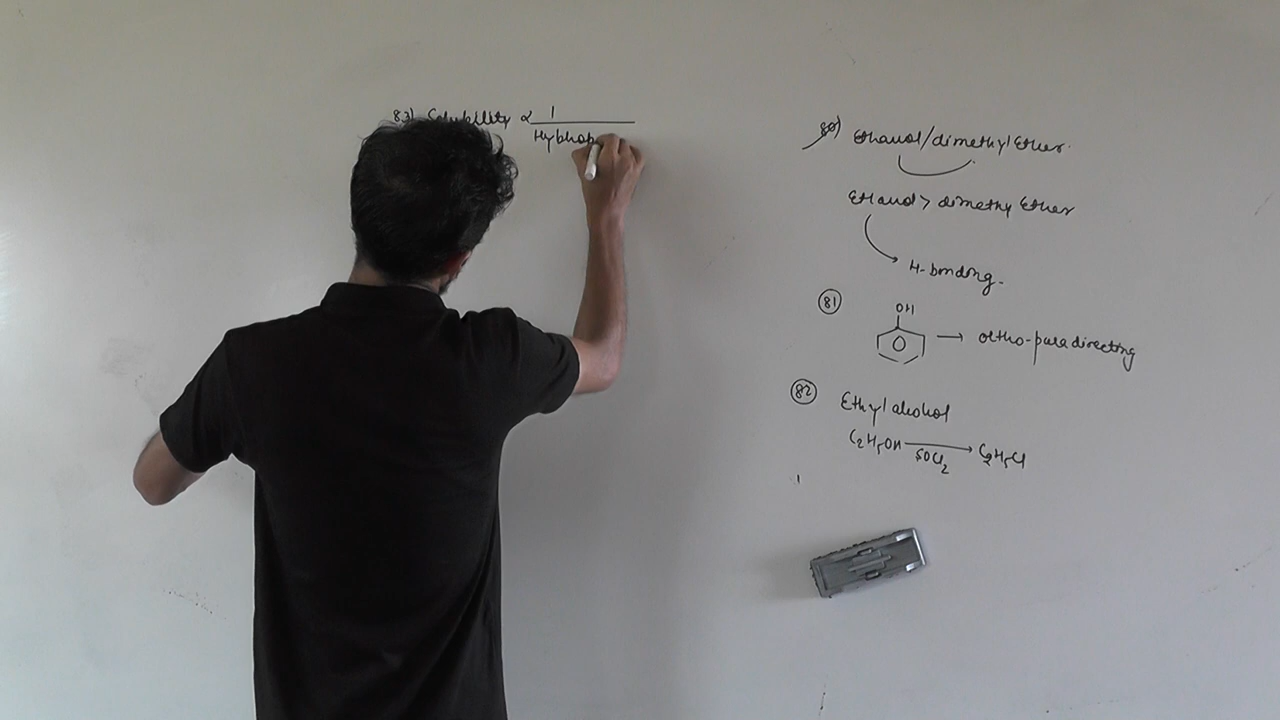 83) Solubility ∝ 1
Hybhop
80) Ethanol/dimethyl Ether.
Ethanol > dimethy Ether
H-bonding.
81
OH
→ ortho-para directing
82
Ethyl alcohol
C2H5OH → C2H5Cl
SOCl2